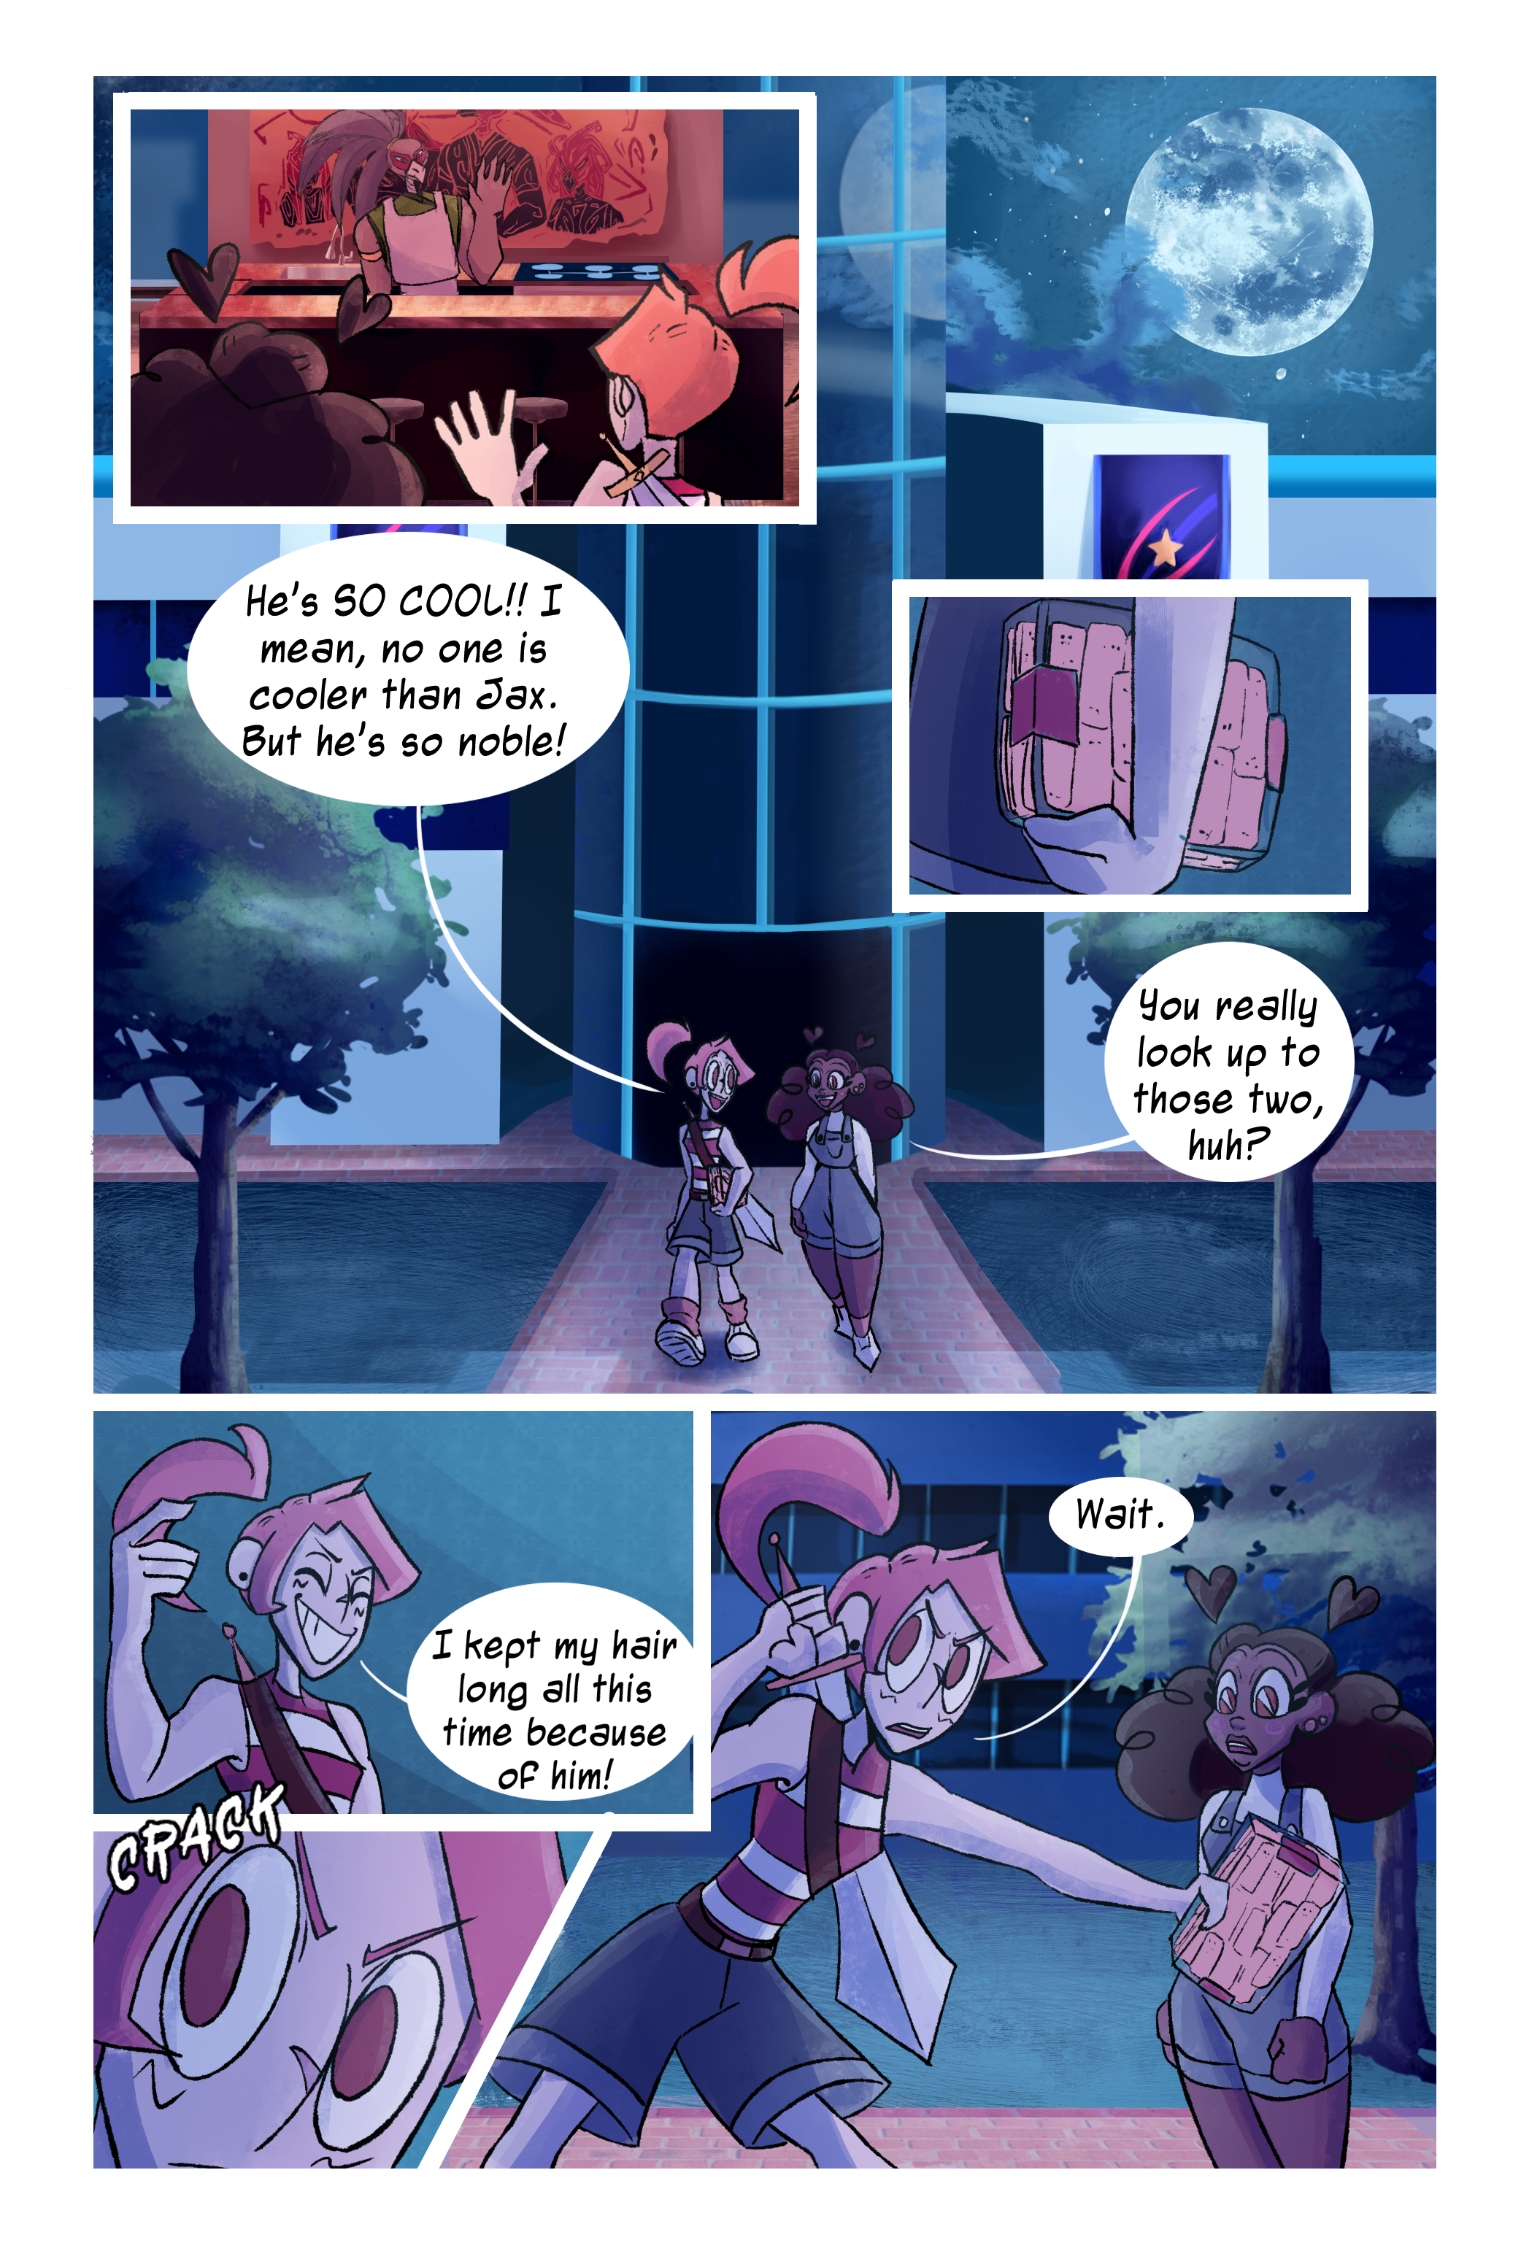 He's SO COOL!! I
mean, no one is
cooler than Jax.
But he's so noble!
You really
look up to
those two,
huh?
I kept my hair
long all this
time because
of him!
CRACK
Wait.